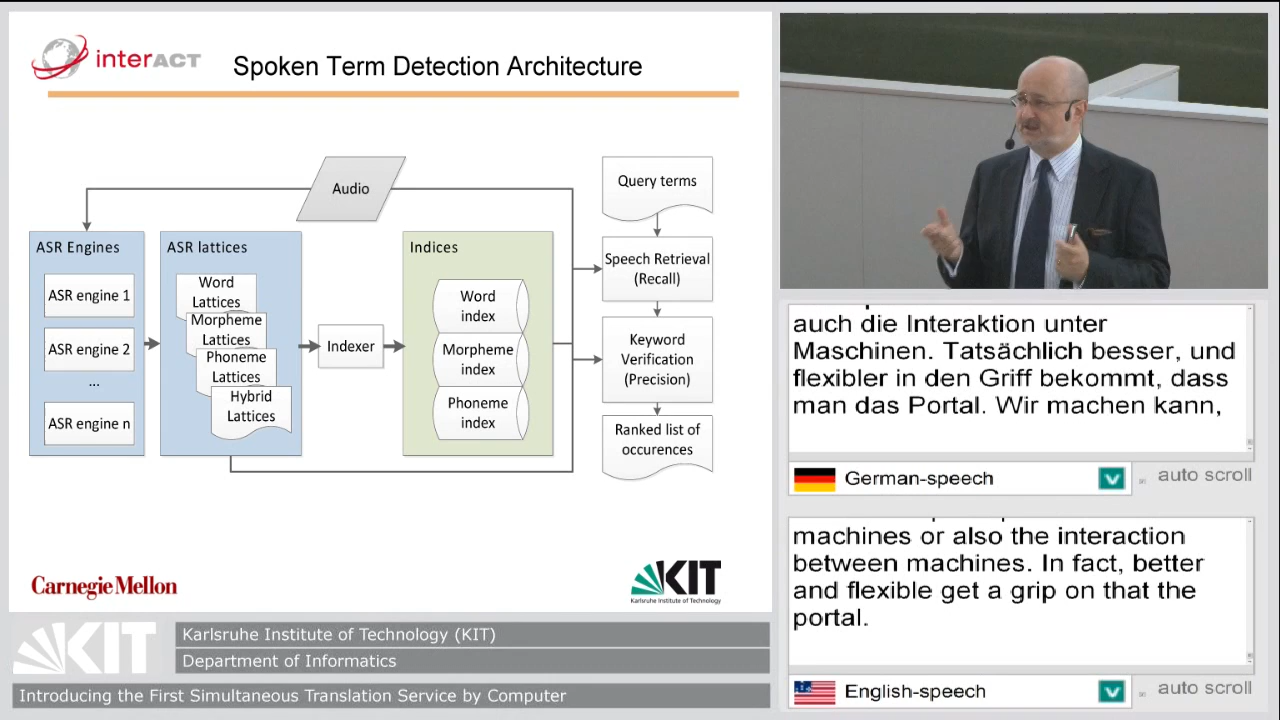 interACT
Spoken Term Detection Architecture
Audio
Query terms
ASR Engines
ASR engine 1
ASR engine 2
...
ASR engine n
ASR lattices
Word
Lattices
Morpheme
Lattices
Phoneme
Lattices
Hybrid
Lattices
Indexer
Indices
Word
index
Morpheme
index
Phoneme
index
Speech Retrieval
(Recall)
Keyword
Verification
(Precision)
Ranked list of
occurences
Carnegie Mellon
KIT
Karlsruhe Institute of Technology
auch die Interaktion unter
Maschinen. Tatsächlich besser, und
flexibler in den Griff bekommt, dass
man das Portal. Wir machen kann,
German-speech
auto scroll
machines or also the interaction
between machines. In fact, better
and flexible get a grip on that the
portal.
English-speech
auto scroll
KIT
Karlsruhe Institute of Technology (KIT)
Department of Informatics
Introducing the First Simultaneous Translation Service by Computer